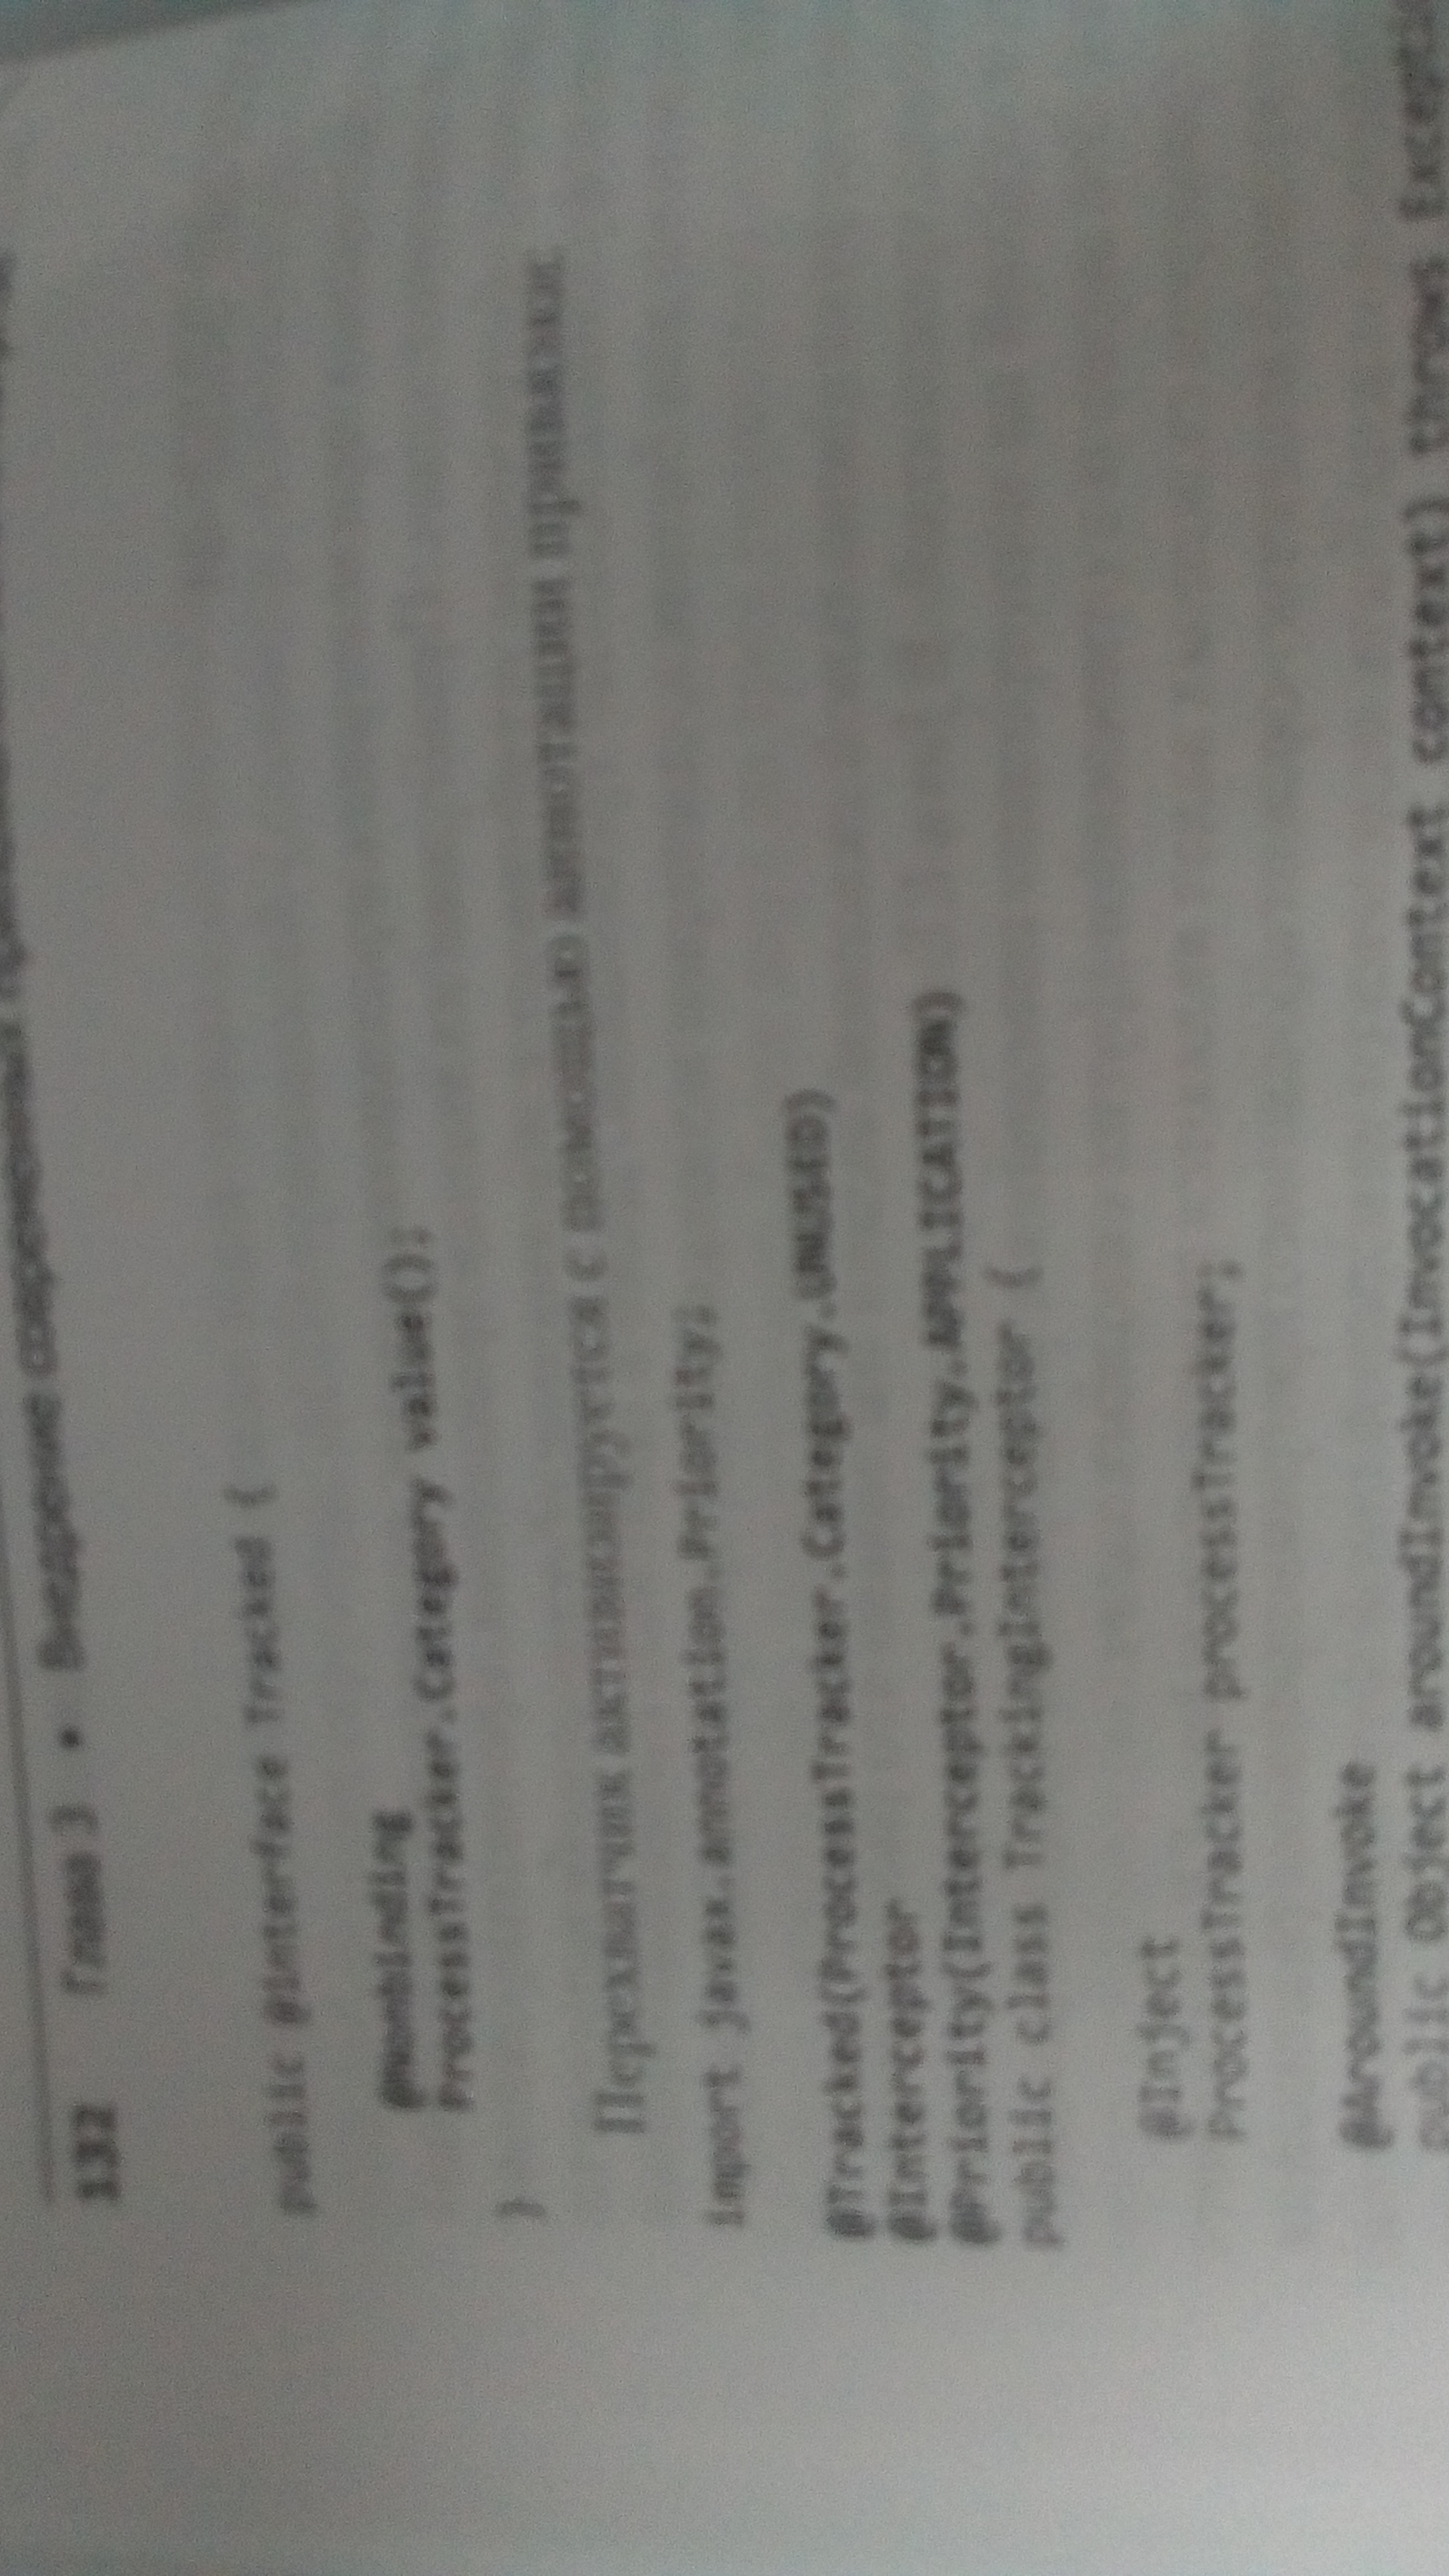 132 Глава 3 • Внедрение современных
public @interface Tracked {
@Nonbinding
ProcessTracker.Category value();
}
Перехватчик активизируется с помощью аннотации привязки:
import javax.annotation.Priority;
@Tracked(ProcessTracker.Category.UNUSED)
@Interceptor
@Priority(Interceptor.Priority.APPLICATION)
public class TrackingInterceptor {
@Inject
ProcessTracker processTracker;
@AroundInvoke
public Object aroundInvoke(InvocationContext context) throws